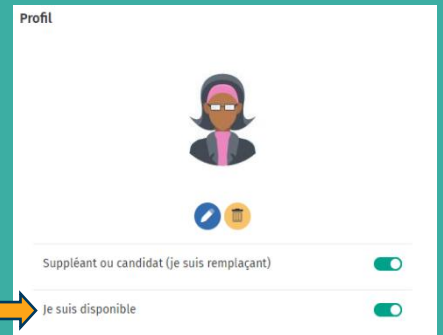 Profil
Suppléant ou candidat (je suis remplaçant)
Je suis disponible